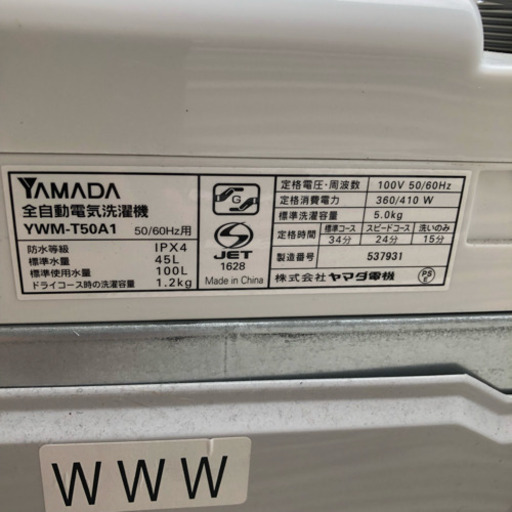 YAMADA
全自動電気洗濯機
YWM-T50A1 50/60Hz用
防水等級 IPX4
標準水量 45L
標準使用水量 100L
ドライコース時の洗濯容量 1.2kg
G
JET
1628
Made in China
定格電圧・周波数 100V 50/60Hz
定格消費電力 360/410 W
標準洗濯容量 5.0kg
定格時間 標準コース スピードコース 洗いのみ
34分 24分 15分
製造番号 537931
株式会社 ヤマダ電機
PS
E
WWW